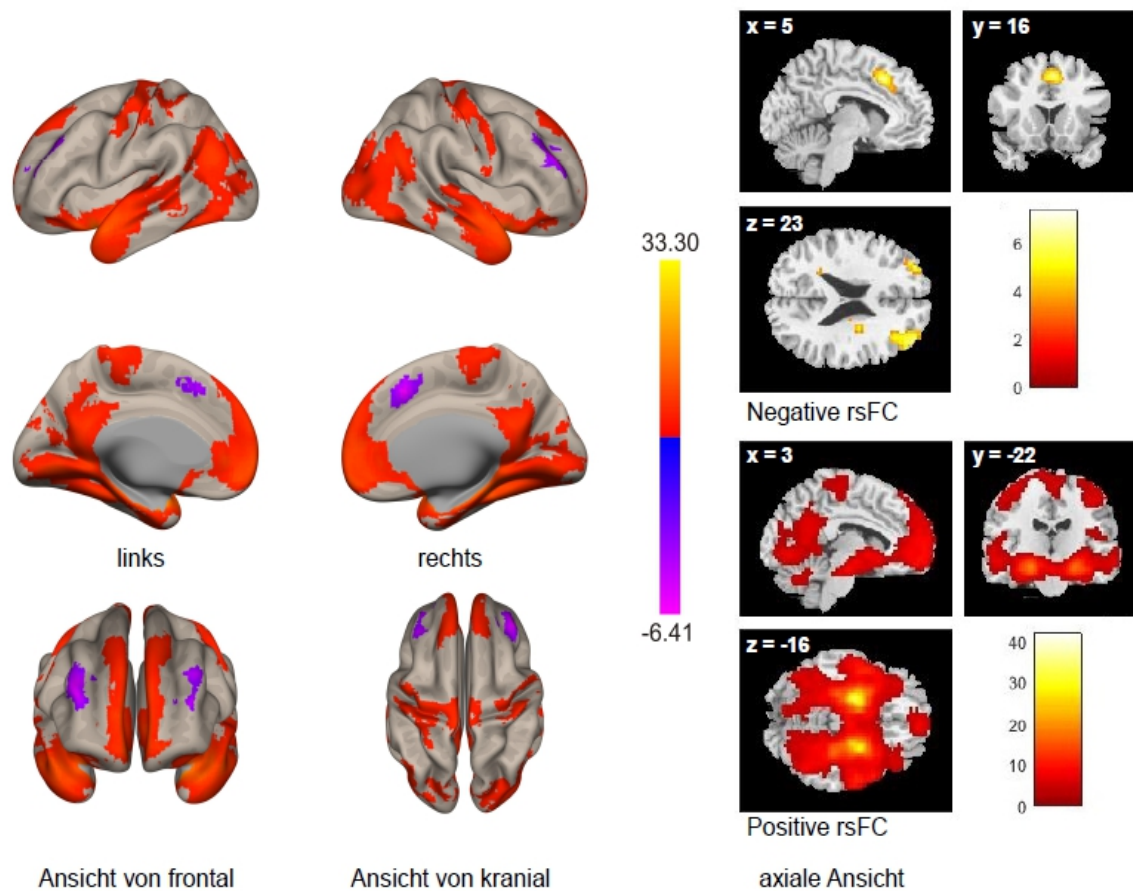 x = 5
y = 16
33.30
z = 23
6
4
2
0
Negative rsFC
x = 3
y = -22
links
rechts
-6.41
z = -16
40
30
20
10
0
Positive rsFC
Ansicht von frontal
Ansicht von kranial
axiale Ansicht